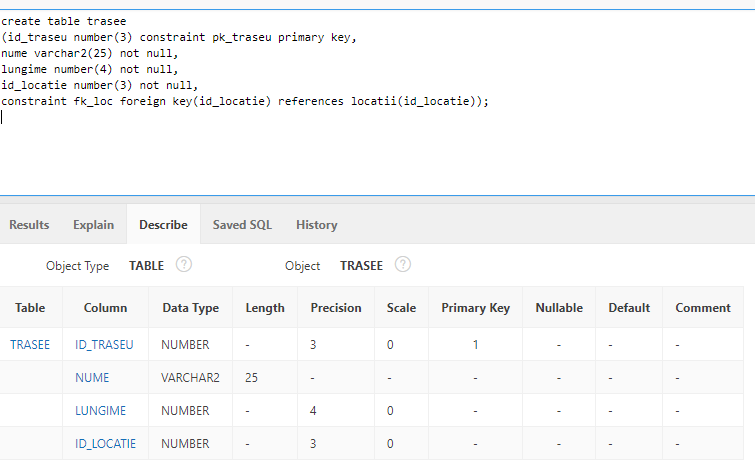 create table trasee
(id_traseu number(3) constraint pk_traseu primary key,
nume varchar2(25) not null,
lungime number(4) not null,
id_locatie number(3) not null,
constraint fk_loc foreign key(id_locatie) references locatii(id_locatie));
Results Explain Describe Saved SQL History
Object Type TABLE ? Object TRASEE ?
Table Column Data Type Length Precision Scale Primary Key Nullable Default Comment
TRASEE ID_TRASEU NUMBER - 3 0 1 - - -
NUME VARCHAR2 25 - - - - - -
LUNGIME NUMBER - 4 0 - - - -
ID_LOCATIE NUMBER - 3 0 - - - -